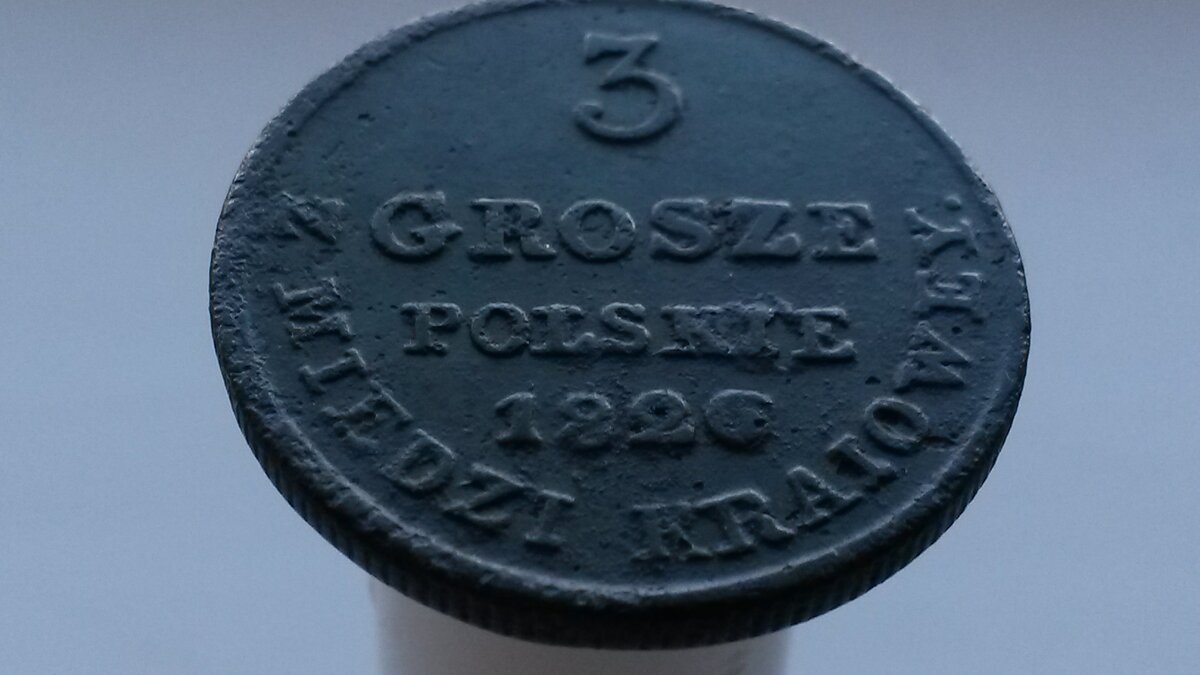 3
GROSZE
POLSKIE
1826
Z MIEDZI KRAIOWEY.